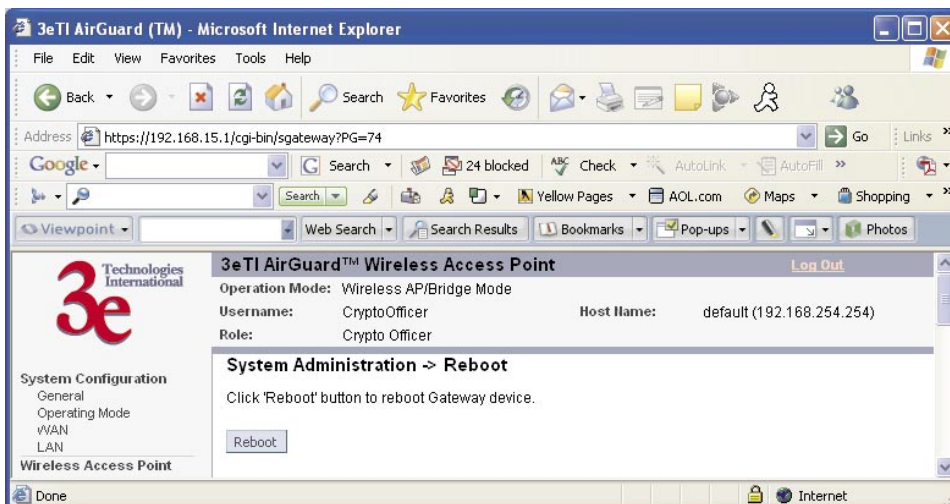 3eTI AirGuard (TM) - Microsoft Internet Explorer
File Edit View Favorites Tools Help
Back Search Favorites
Address https://192.168.15.1/cgi-bin/sgateway?PG=74 Go Links »
Google Search 24 blocked ABC Check AutoLink AutoFill »
Search Yellow Pages AOL.com Maps Shopping »
Viewpoint Web Search Search Results Bookmarks Pop-ups Photos
3e Technologies International
3eTI AirGuard™ Wireless Access Point Log Out
Operation Mode: Wireless AP/Bridge Mode
Username: CryptoOfficer Host Name: default (192.168.254.254)
Role: Crypto Officer
System Configuration
General
Operating Mode
WAN
LAN
Wireless Access Point
System Administration -> Reboot
Click 'Reboot' button to reboot Gateway device.
Reboot
Done Internet